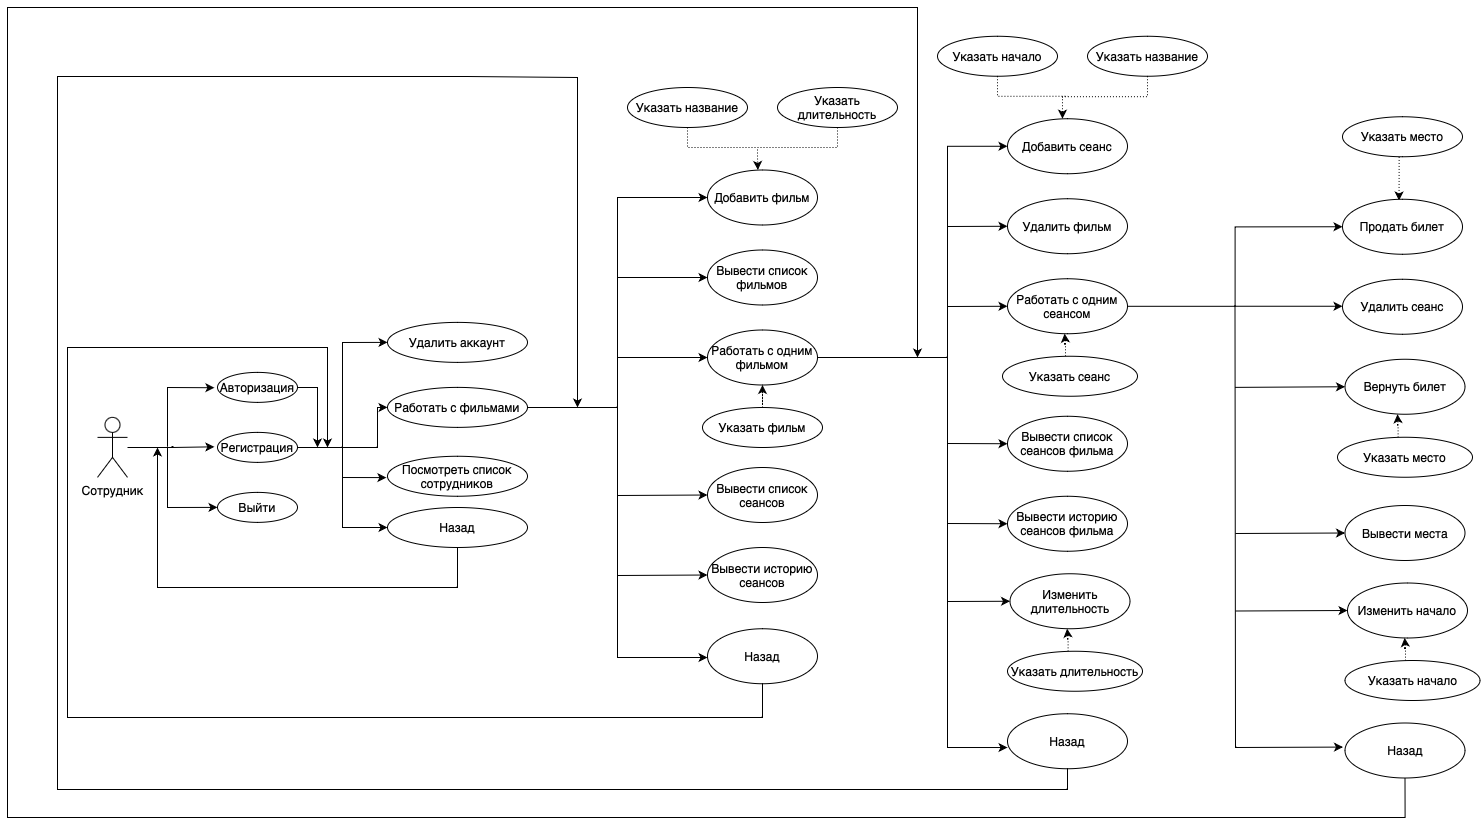 Сотрудник
Авторизация
Регистрация
Выйти
Удалить аккаунт
Работать с фильмами
Посмотреть список
сотрудников
Назад
Указать название
Указать
длительность
Добавить фильм
Вывести список
фильмов
Работать с одним
фильмом
Указать фильм
Вывести список
сеансов
Вывести историю
сеансов
Назад
Указать начало
Указать название
Добавить сеанс
Удалить фильм
Работать с одним
сеансом
Указать сеанс
Вывести список
сеансов фильма
Вывести историю
сеансов фильма
Изменить
длительность
Указать длительность
Назад
Указать место
Продать билет
Удалить сеанс
Вернуть билет
Указать место
Вывести места
Изменить начало
Указать начало
Назад